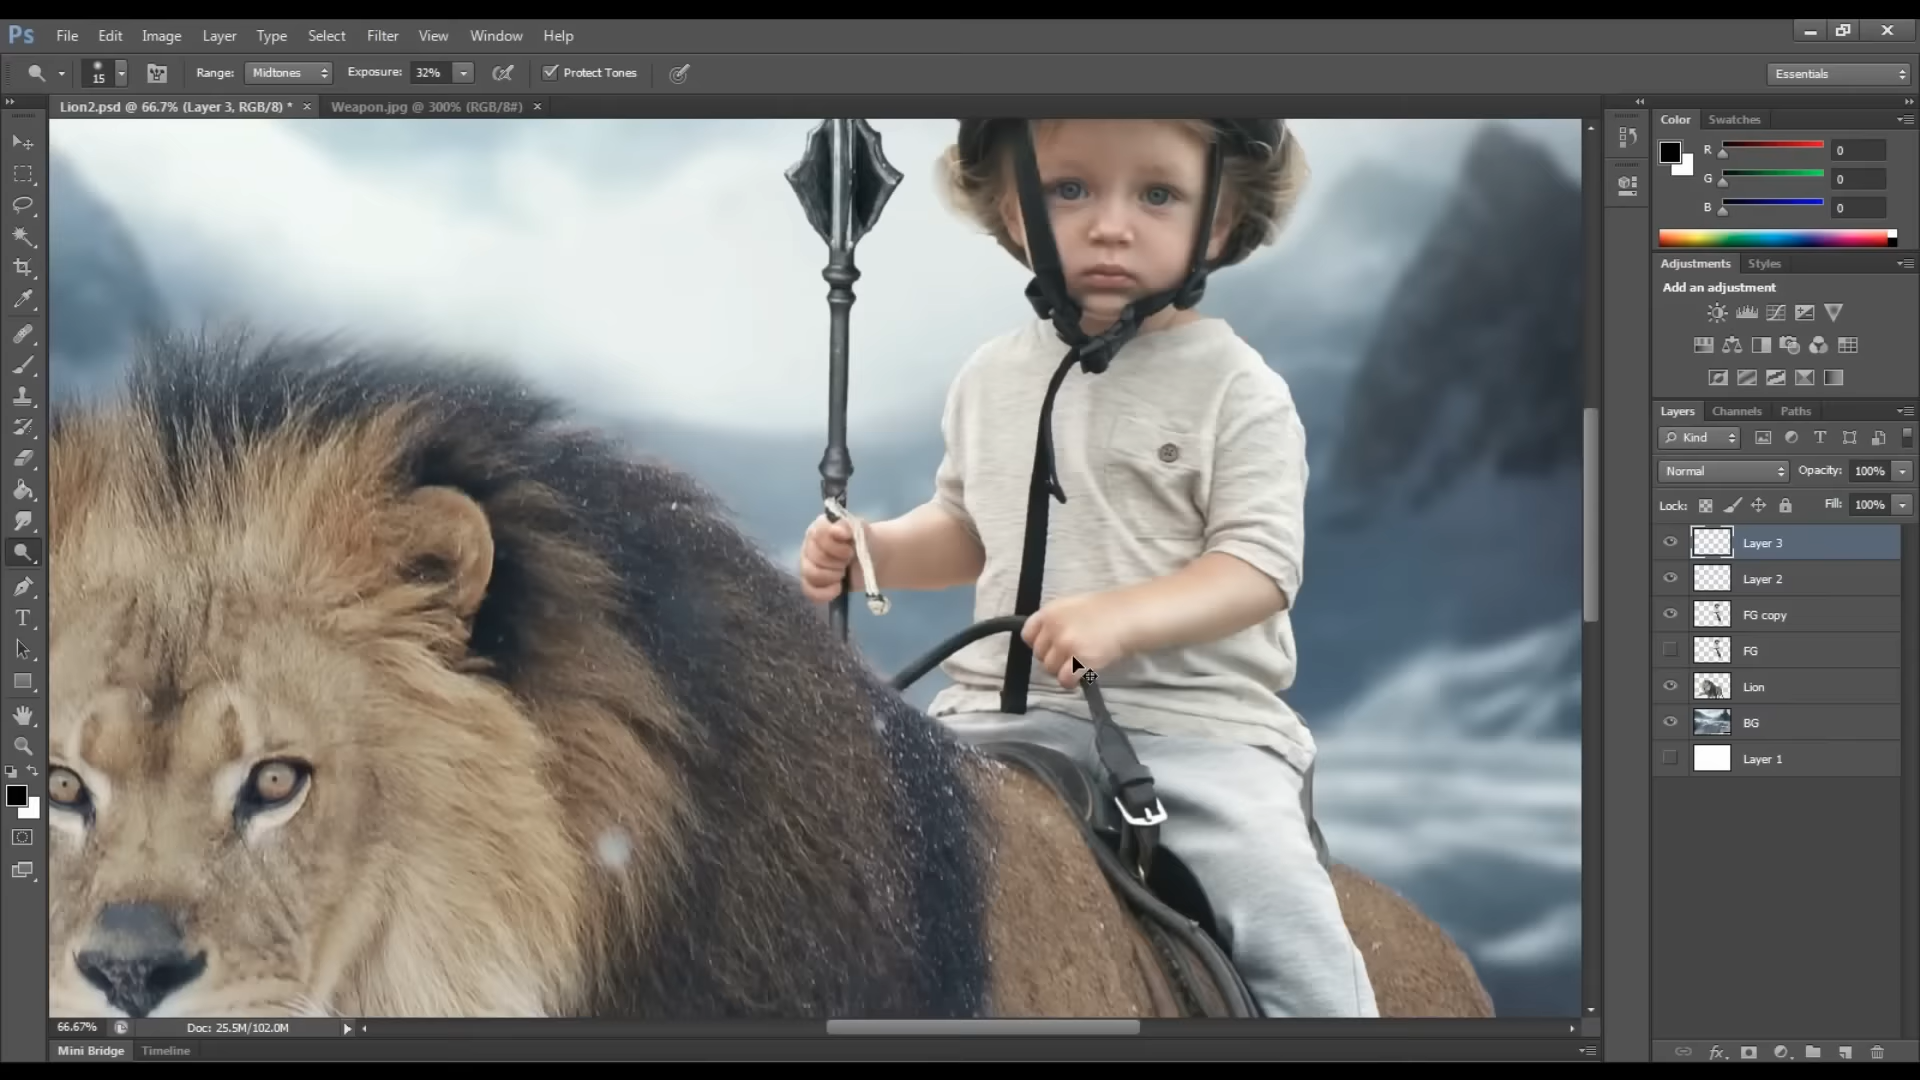 Ps File Edit Image Layer Type Select Filter View Window Help
15 Range: Midtones Exposure: 32% Protect Tones Essentials
Lion2.psd @ 66.7% (Layer 3, RGB/8) * × Weapon.jpg @ 300% (RGB/8#) ×
Color Swatches
R 0
G 0
B 0
Adjustments Styles
Add an adjustment
Layers Channels Paths
Kind
Normal Opacity: 100%
Lock: Fill: 100%
Layer 3
Layer 2
FG copy
FG
Lion
BG
Layer 1
66.67% Doc: 25.5M/102.0M
Mini Bridge Timeline